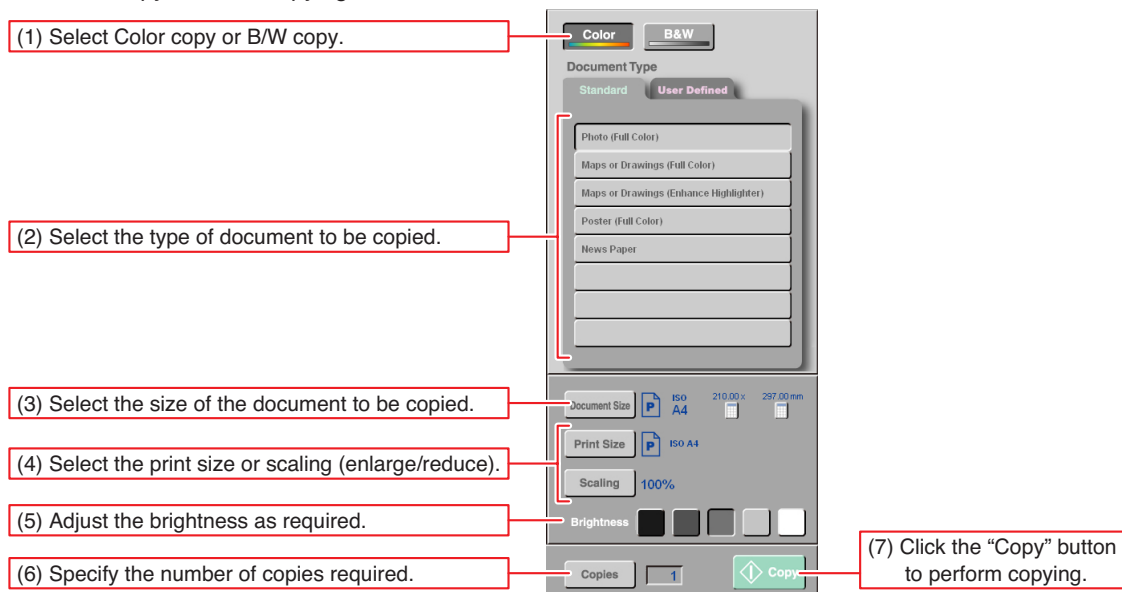 (1) Select Color copy or B/W copy.
Color B&W
Document Type
Standard User Defined
Photo (Full Color)
Maps or Drawings (Full Color)
Maps or Drawings (Enhance Highlighter)
(2) Select the type of document to be copied.
Poster (Full Color)
News Paper
(3) Select the size of the document to be copied.
Document Size P ISO A4 210.00 x 297.00 mm
(4) Select the print size or scaling (enlarge/reduce).
Print Size P ISO A4
Scaling 100%
(5) Adjust the brightness as required.
Brightness
(6) Specify the number of copies required.
Copies 1 Copy
(7) Click the “Copy” button
to perform copying.